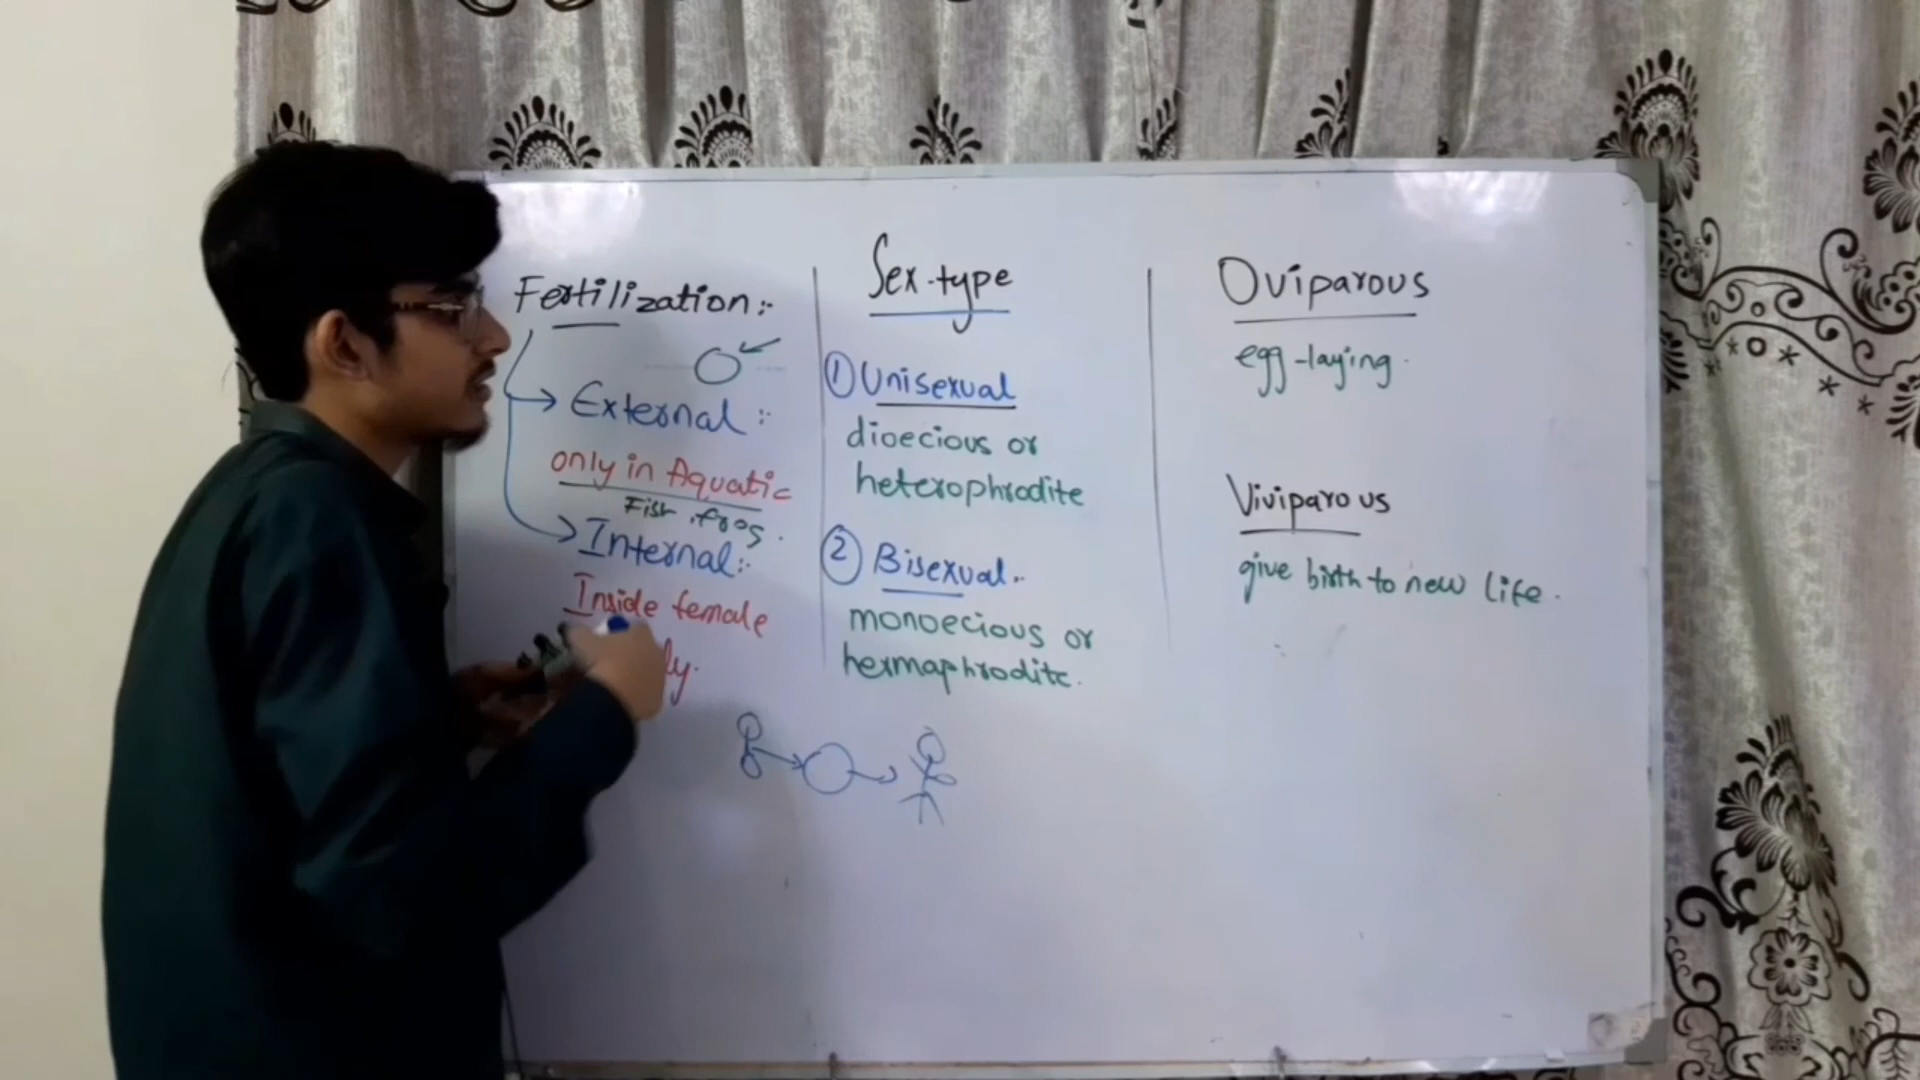 Fertilization:-
External :-
only in Aquatic
Fish, frog.
Internal:-
Inside female
Sex-type
① Unisexual
dioecious or
heterophrodite
② Bisexual.
monoecious or
hermaphrodite.
Oviparous
egg-laying.
Viviparous
give birth to new life.